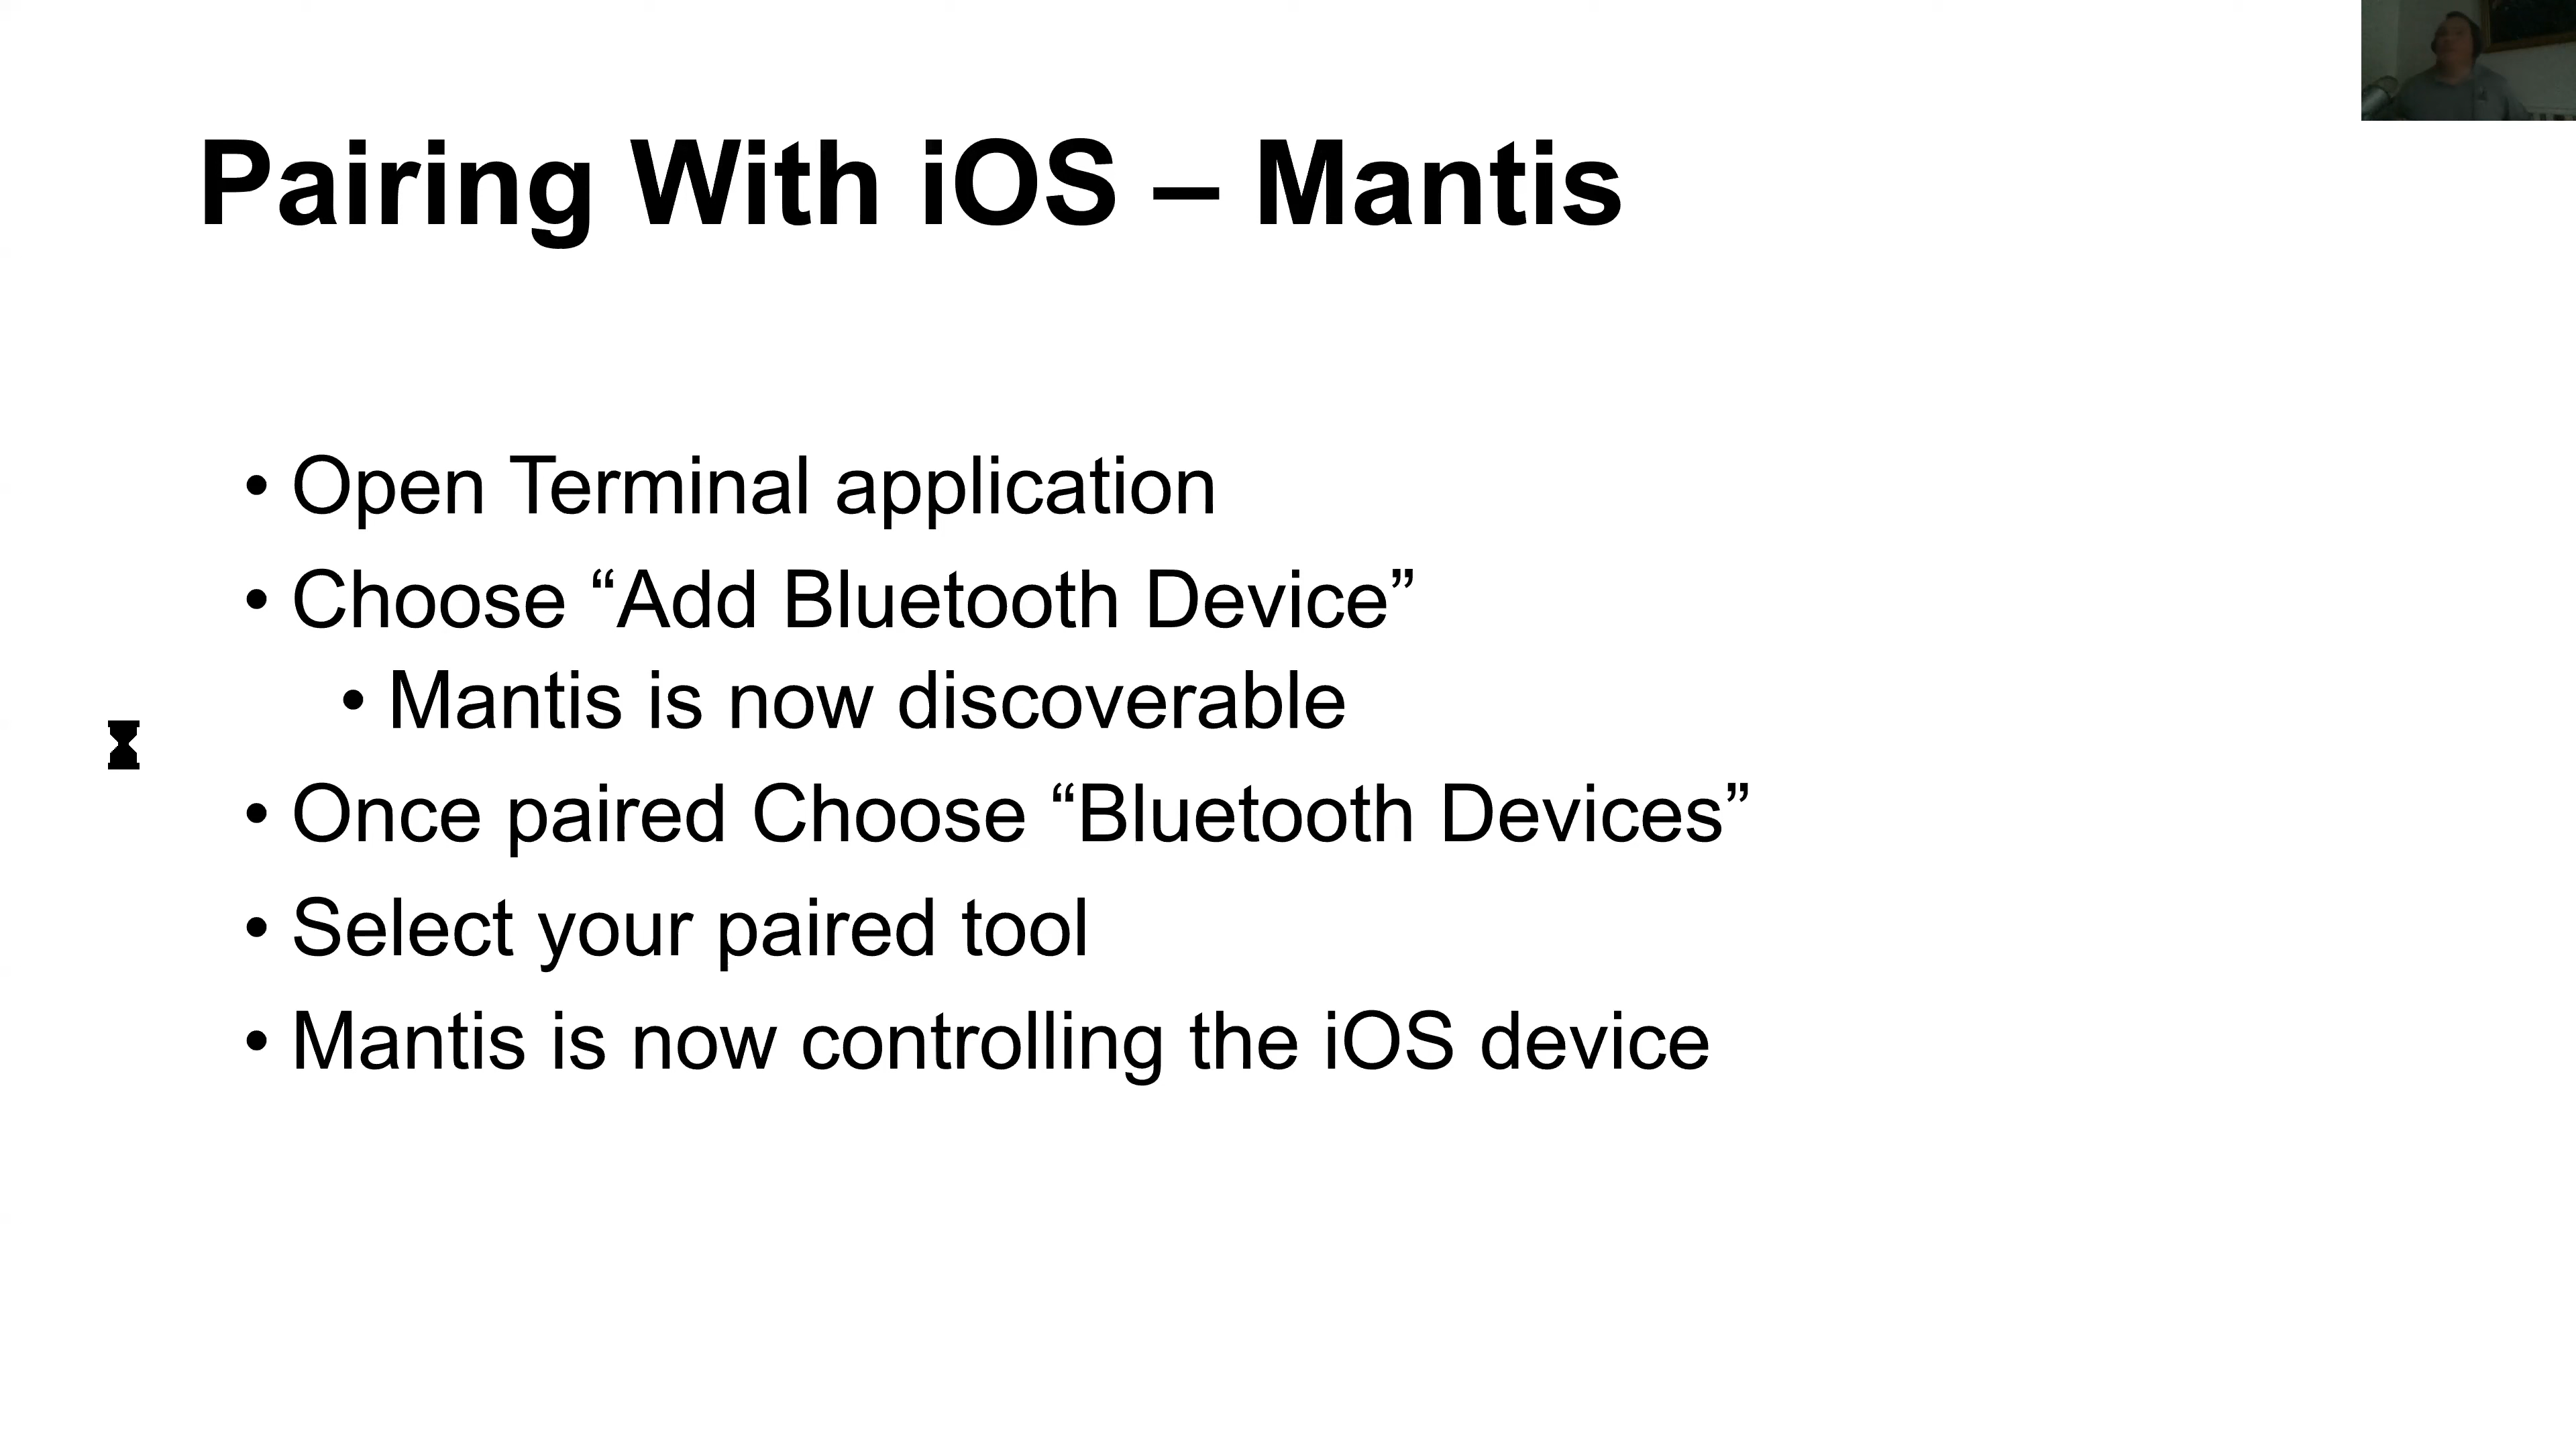 Pairing With iOS – Mantis
• Open Terminal application
• Choose “Add Bluetooth Device”
• Mantis is now discoverable
• Once paired Choose “Bluetooth Devices”
• Select your paired tool
• Mantis is now controlling the iOS device